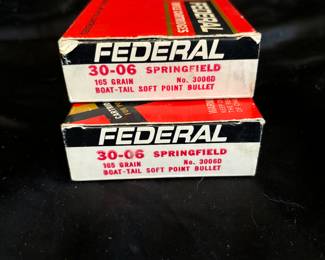 FEDERAL
FEDERAL
30-06 SPRINGFIELD
165 GRAIN No. 3006D
BOAT-TAIL SOFT POINT BULLET
FEDERAL
30-06 SPRINGFIELD
165 GRAIN No. 3006D
BOAT-TAIL SOFT POINT BULLET